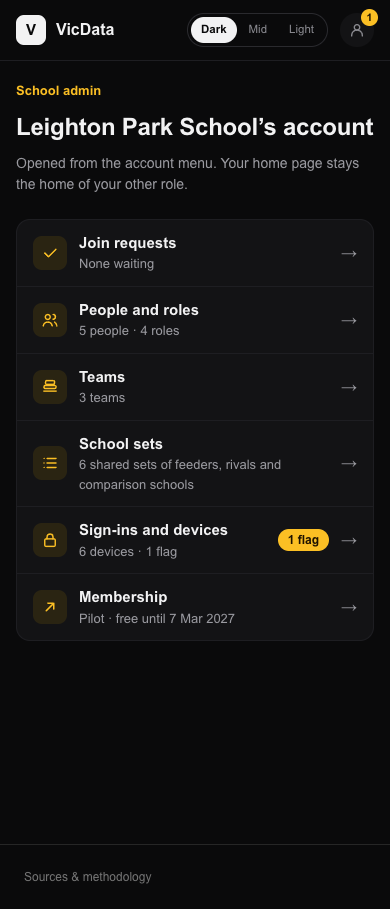 V VicData Dark Mid Light 1
School admin
Leighton Park School’s account
Opened from the account menu. Your home page stays
the home of your other role.
Join requests
None waiting
People and roles
5 people · 4 roles
Teams
3 teams
School sets
6 shared sets of feeders, rivals and
comparison schools
Sign-ins and devices
6 devices · 1 flag
1 flag
Membership
Pilot · free until 7 Mar 2027
Sources & methodology